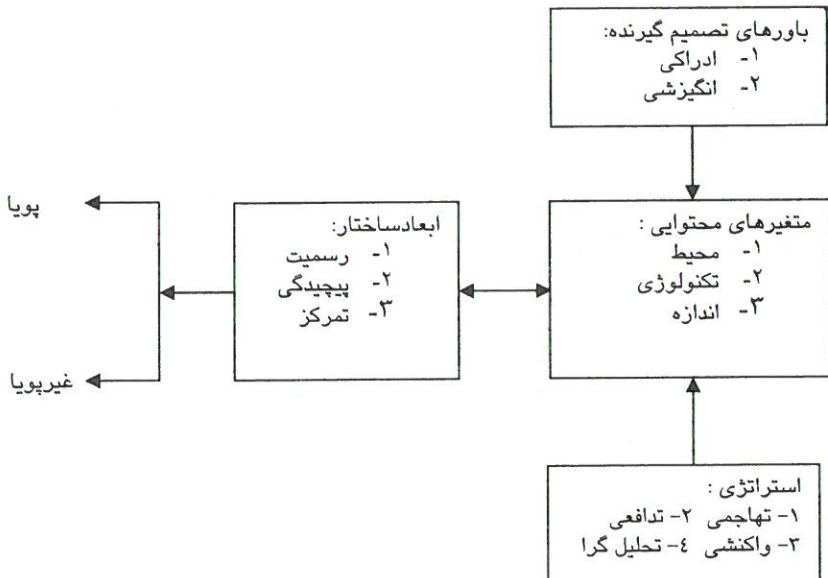 باورهای تصمیم گیرنده:
۱- ادراکی
۲- انگیزشی
متغیرهای محتوایی :
۱- محیط
۲- تکنولوژی
۳- اندازه
ابعادساختار:
۱- رسمیت
۲- پیچیدگی
۳- تمرکز
پویا
غیرپویا
استراتژی :
۱- تهاجمی ۲- تدافعی
۳- واکنشی ٤- تحلیل گرا